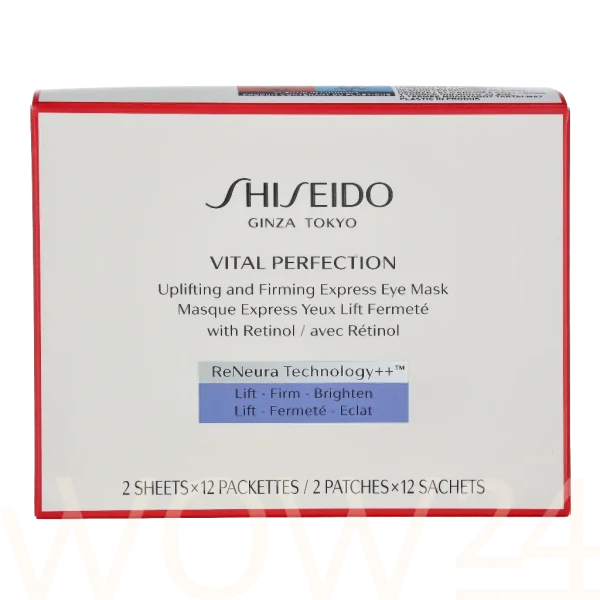 SHISEIDO
GINZA TOKYO
VITAL PERFECTION
Uplifting and Firming Express Eye Mask
Masque Express Yeux Lift Fermeté
with Retinol / avec Rétinol
ReNeura Technology++™
Lift - Firm - Brighten
Lift - Fermeté - Eclat
2 SHEETS×12 PACKETTES / 2 PATCHES×12 SACHETS
WOW24